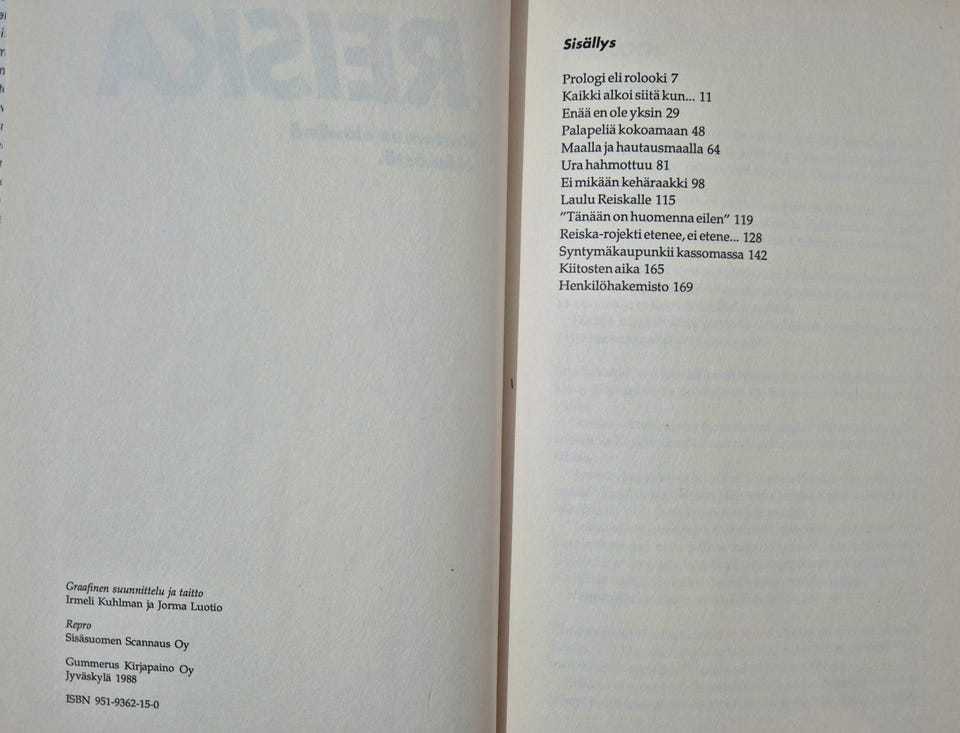 REISKA
Graafinen suunnittelu ja taitto
Irmeli Kuhlman ja Jorma Luotio
Repro
Sisäsuomen Scannaus Oy
Gummerus Kirjapaino Oy
Jyväskylä 1988
ISBN 951-9362-15-0
Sisällys
Prologi eli rolooki 7
Kaikki alkoi siitä kun... 11
Enää en ole yksin 29
Palapeliä kokoamaan 48
Maalla ja hautausmaalla 64
Ura hahmottuu 81
Ei mikään kehäraakki 98
Laulu Reiskalle 115
"Tänään on huomenna eilen" 119
Reiska-rojekti etenee, ei etene... 128
Syntymäkaupunkii kassomassa 142
Kiitosten aika 165
Henkilöhakemisto 169